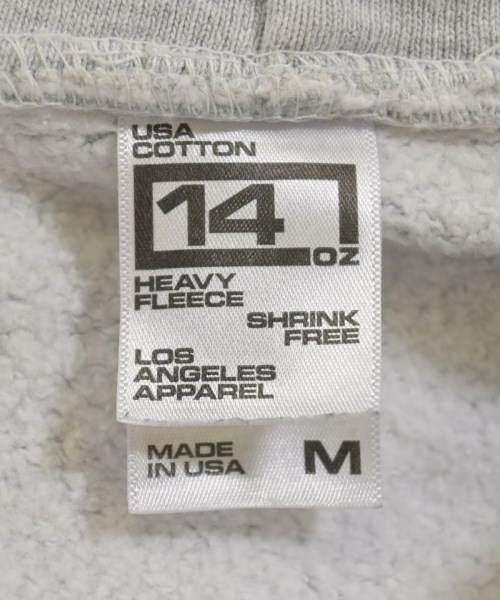 USA
COTTON
14
OZ
HEAVY
FLEECE
SHRINK
FREE
LOS
ANGELES
APPAREL
MADE
IN USA
M